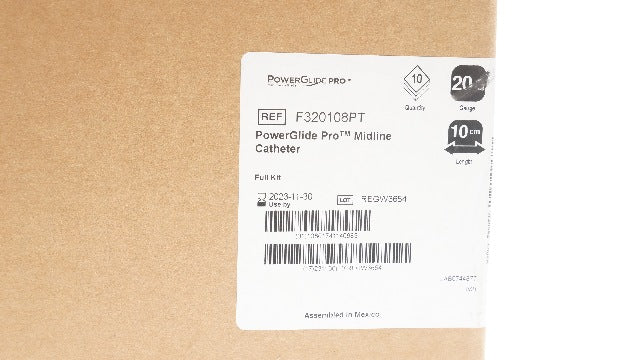 POWERGLIDE PRO™
10
Quantity
20
Gauge
REF F320108PT
10 cm
Length
PowerGlide Pro™ Midline
Catheter
Full Kit
2023-11-30
Use by
LOT REGW3654
Assembled in Mexico